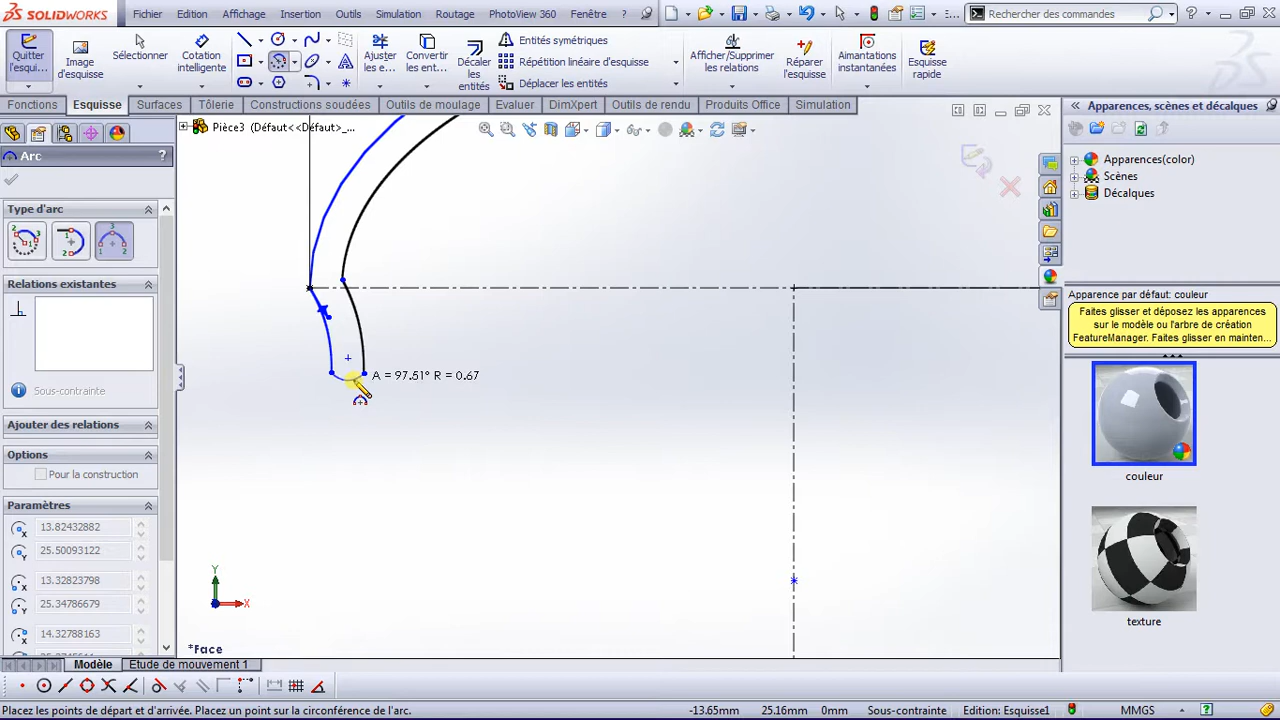 SOLIDWORKS
Fichier Edition Affichage Insertion Outils Simulation Routage PhotoView 360 Fenêtre ?
Rechercher des commandes
Quitter l'esqui...
Image d'esquisse
Sélectionner
Cotation intelligente
Ajuster les e...
Convertir les ent...
Décaler les entités
Entités symétriques
Répétition linéaire d'esquisse
Déplacer les entités
Afficher/Supprimer les relations
Réparer l'esquisse
Aimantations instantanées
Esquisse rapide
Fonctions Esquisse Surfaces Tôlerie Constructions soudées Outils de moulage Evaluer DimXpert Outils de rendu Produits Office Simulation
Arc ?
Type d'arc
Relations existantes
Sous-contrainte
Ajouter des relations
Options
Pour la construction
Paramètres
13.82432882
25.50093122
13.32823798
25.34786679
14.32788163
Pièce3 (Défaut<<Défaut>_...
A = 97.51° R = 0.67
Y
X
*Face
Apparences, scènes et décalques
Apparences(color)
Scènes
Décalques
Apparence par défaut: couleur
Faites glisser et déposez les apparences
sur le modèle ou l'arbre de création
FeatureManager. Faites glisser en mainten...
couleur
texture
Modèle Etude de mouvement 1
Placez les points de départ et d'arrivée. Placez un point sur la circonférence de l'arc. -13.65mm 25.16mm 0mm Sous-contrainte Edition: Esquisse1 MMGS